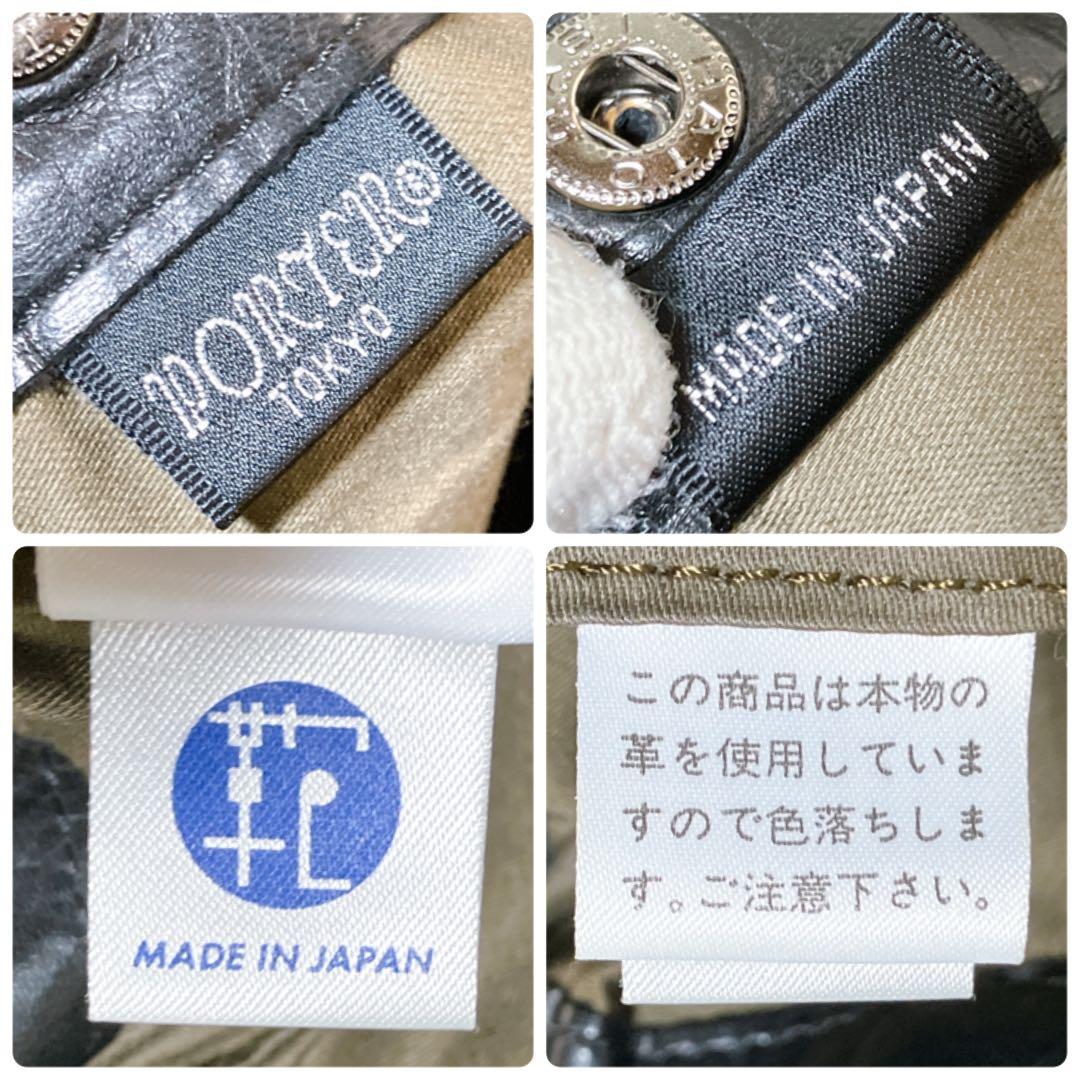 PORTER®
TOKYO
MADE IN JAPAN
MADE IN JAPAN
この商品は本物の
革を使用していま
すので色落ちしま
す。ご注意下さい。